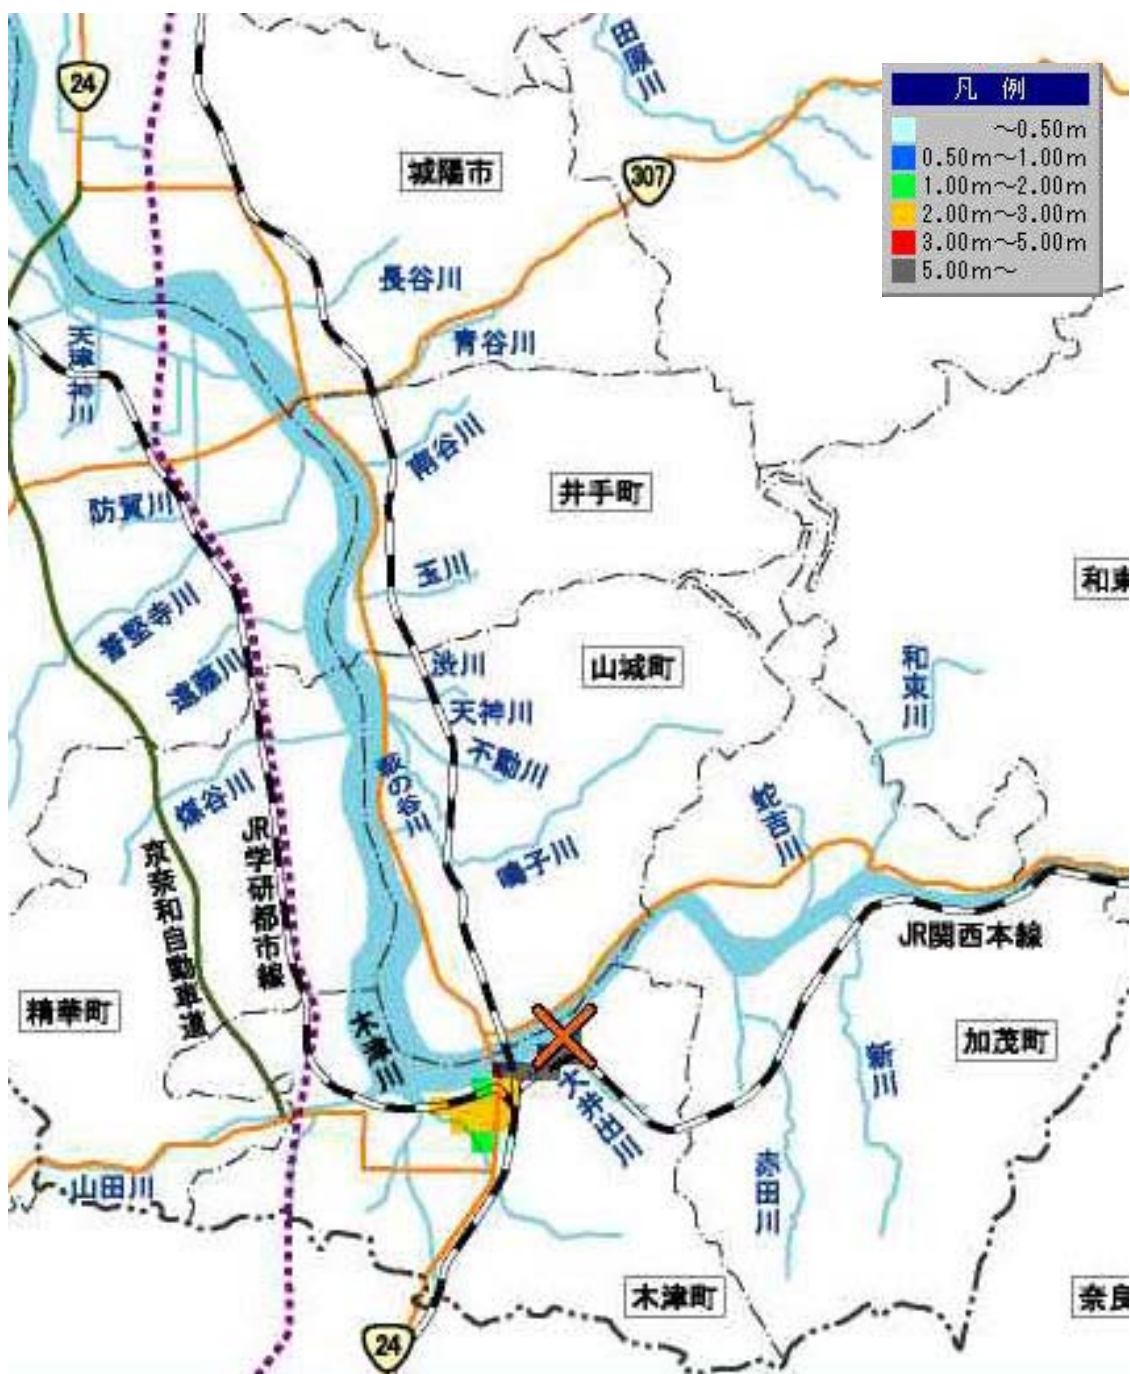 24
田原川
凡 例
～0.50m
0.50m～1.00m
1.00m～2.00m
2.00m～3.00m
3.00m～5.00m
5.00m～
城陽市
307
長谷川
青谷川
天津神川
南谷川
井手町
防賀川
玉川
和東
普賢寺川
遠藤川
渋川
山城町
和束川
天神川
不動川
煤谷川
蛇吉川
鳴子川
JR学研都市線
京奈和自動車道
JR関西本線
精華町
木津川
加茂町
新川
大井出川
山田川
赤田川
木津町
奈良
24